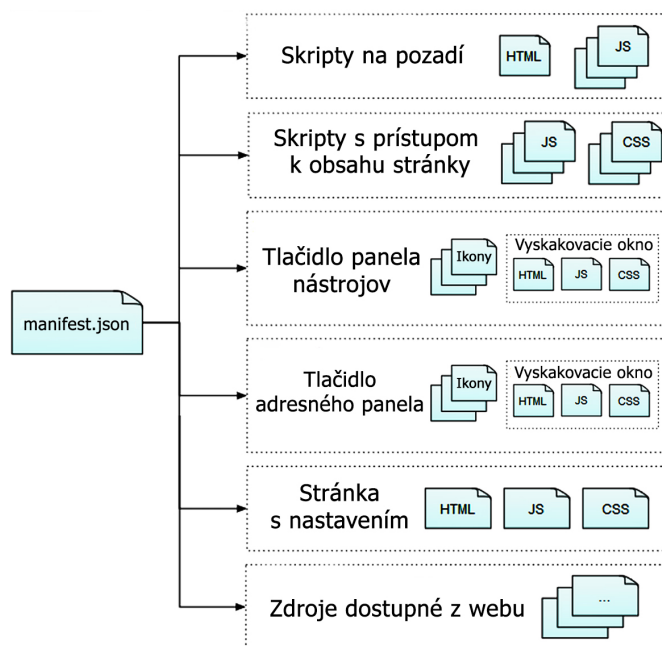 Skripty na pozadí
HTML
JS
Skripty s prístupom
k obsahu stránky
JS
CSS
Tlačidlo panela
nástrojov
Ikony
Vyskakovacie okno
HTML
JS
CSS
manifest.json
Tlačidlo
adresného panela
Ikony
Vyskakovacie okno
HTML
JS
CSS
Stránka
s nastavením
HTML
JS
CSS
Zdroje dostupné z webu
...